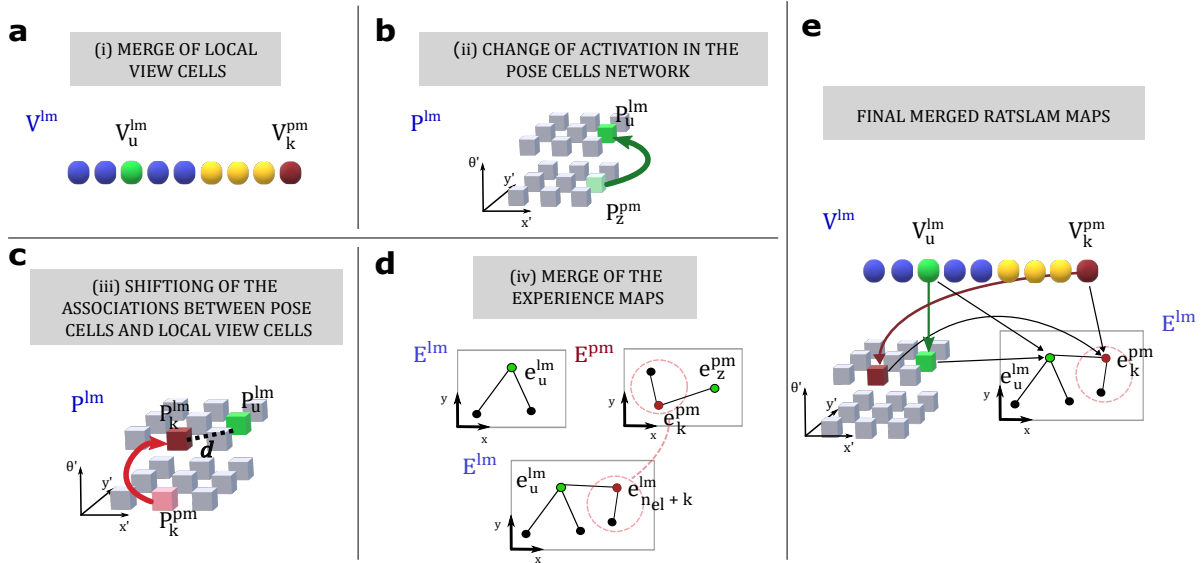 a
(i) MERGE OF LOCAL
VIEW CELLS
V^lm
V_u^lm
V_k^pm
b
(ii) CHANGE OF ACTIVATION IN THE
POSE CELLS NETWORK
P^lm
P_u^lm
θ'
y'
x'
P_z^pm
c
(iii) SHIFTIONG OF THE
ASSOCIATIONS BETWEEN POSE
CELLS AND LOCAL VIEW CELLS
P^lm
P_k^lm
P_u^lm
d
θ'
y'
x'
P_k^pm
d
(iv) MERGE OF THE
EXPERIENCE MAPS
E^lm
e_u^lm
y
x
E^pm
e_z^pm
e_k^pm
y
x
E^lm
e_u^lm
e_{n_el + k}^lm
y
x
e
FINAL MERGED RATSLAM MAPS
V^lm
V_u^lm
V_k^pm
E^lm
e_u^lm
e_k^pm
θ'
y'
x'
y
x